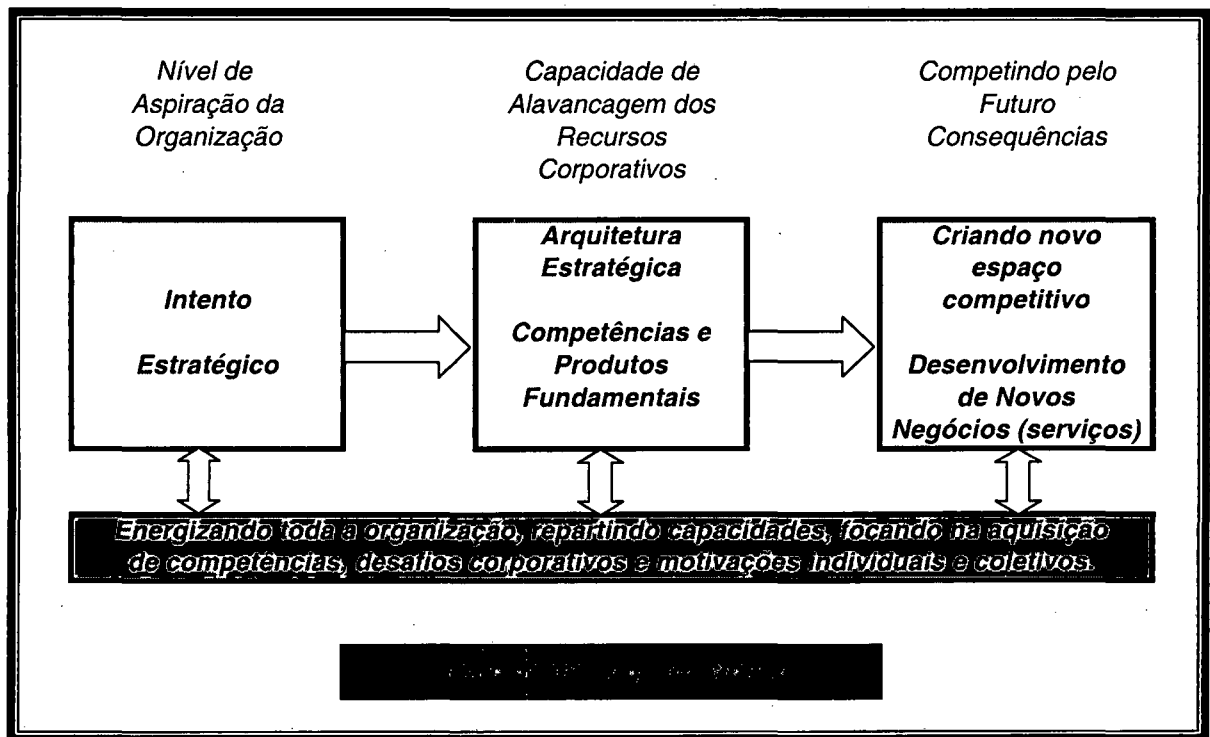 Nível de
Aspiração da
Organização
Capacidade de
Alavancagem dos
Recursos
Corporativos
Competindo pelo
Futuro
Consequências
Intento
Estratégico
Arquitetura
Estratégica
Competências e
Produtos
Fundamentais
Criando novo
espaço
competitivo
Desenvolvimento
de Novos
Negócios (serviços)
Energizando toda a organização, repartindo capacidades, focando na aquisição
de competências, desafios corporativos e motivações individuais e coletivos.